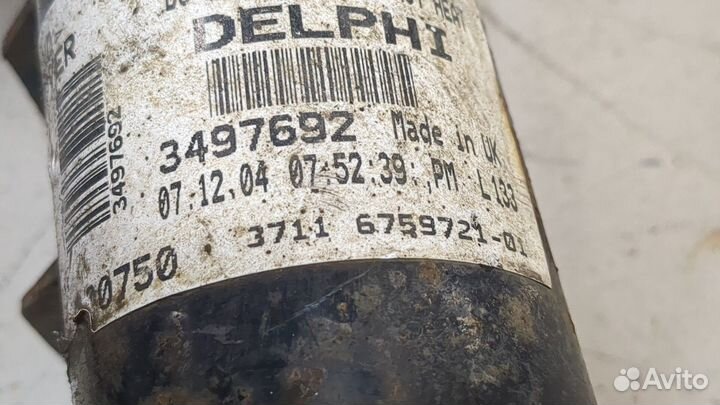 DELPHI
3497692 Made in UK
07.12.04 07:52:39 PM L133
3711 6759721-01
30750
ER
3497692
Avito